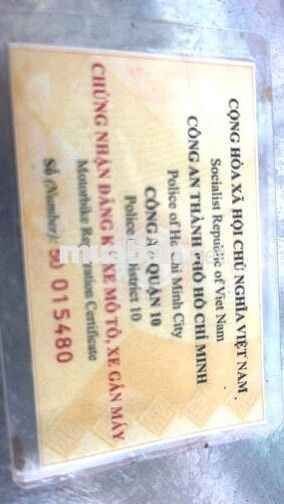 CỘNG HÒA XÃ HỘI CHỦ NGHĨA VIỆT NAM
Socialist Republic of Viet Nam
CÔNG AN THÀNH PHỐ HỒ CHÍ MINH
Police of Ho Chi Minh City
CÔNG AN QUẬN 10
Police District 10
CHỨNG NHẬN ĐĂNG KÝ XE MÔ TÔ, XE GẮN MÁY
Motorbike Registration Certificate
Số (Number): 015480